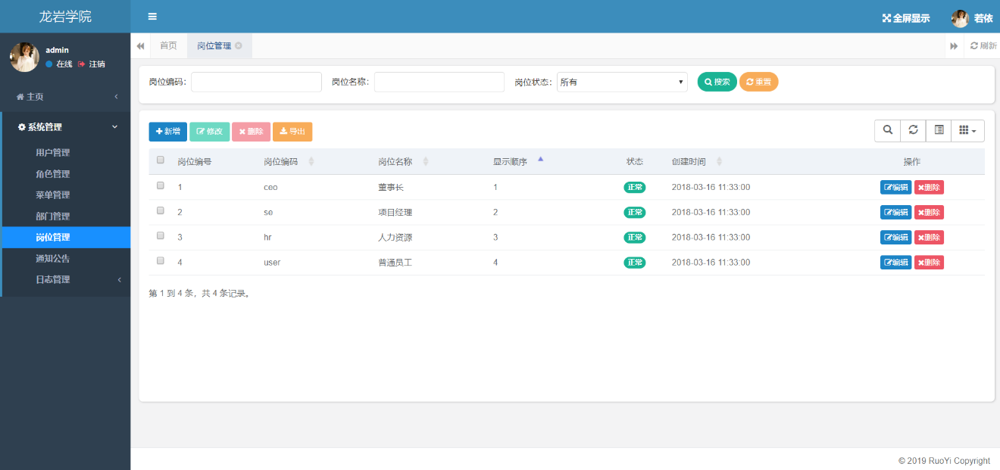 龙岩学院
全屏显示 若依
admin
在线 注销
首页 岗位管理 刷新
主页
系统管理
用户管理
角色管理
菜单管理
部门管理
岗位管理
通知公告
日志管理
岗位编码： 岗位名称： 岗位状态： 所有 搜索 重置
新增 修改 删除 导出
岗位编号 岗位编码 岗位名称 显示顺序 状态 创建时间 操作
1 ceo 董事长 1 正常 2018-03-16 11:33:00 编辑 删除
2 se 项目经理 2 正常 2018-03-16 11:33:00 编辑 删除
3 hr 人力资源 3 正常 2018-03-16 11:33:00 编辑 删除
4 user 普通员工 4 正常 2018-03-16 11:33:00 编辑 删除
第 1 到 4 条，共 4 条记录。
© 2019 RuoYi Copyright